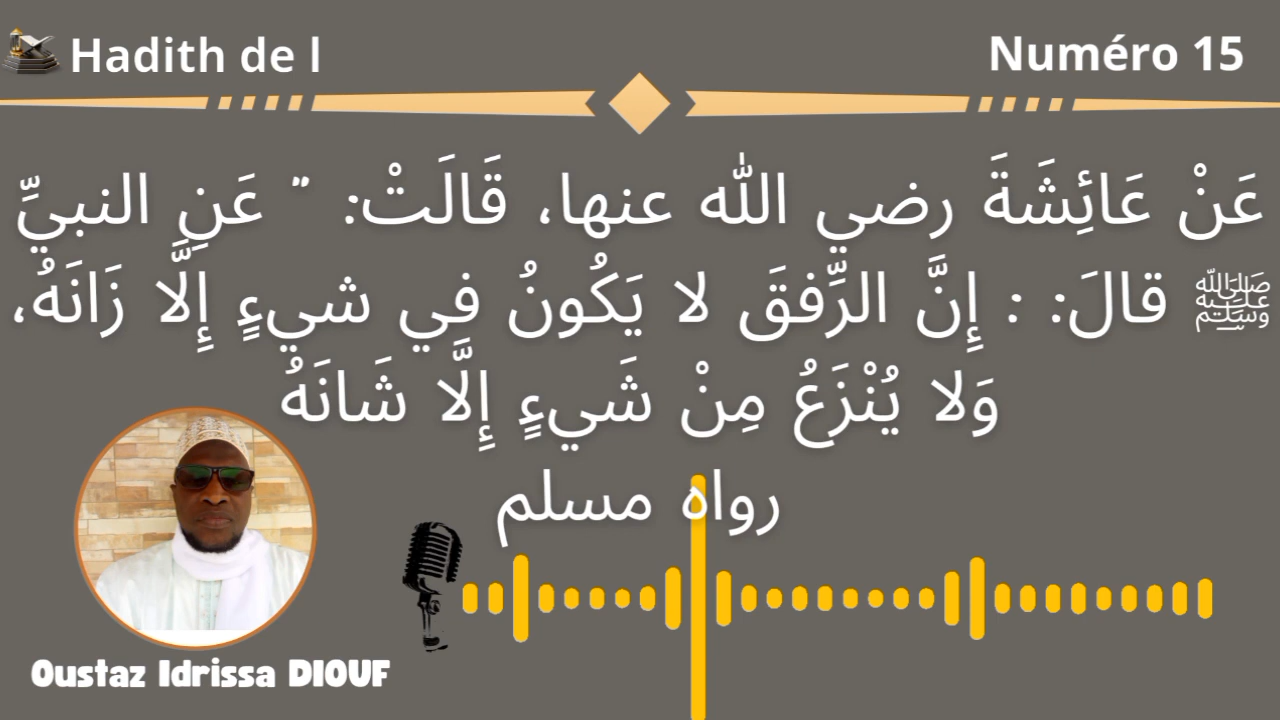 Hadith de l
Numéro 15
عَنْ عَائِشَةَ رضي الله عنها، قَالَتْ: " عَنِ النبيِّ
ﷺ قالَ: : إِنَّ الرِّفقَ لا يَكُونُ في شيءٍ إِلَّا زَانَهُ،
وَلا يُنْزَعُ مِنْ شَيءٍ إِلَّا شَانَهُ
رواه مسلم
Oustaz Idrissa DIOUF